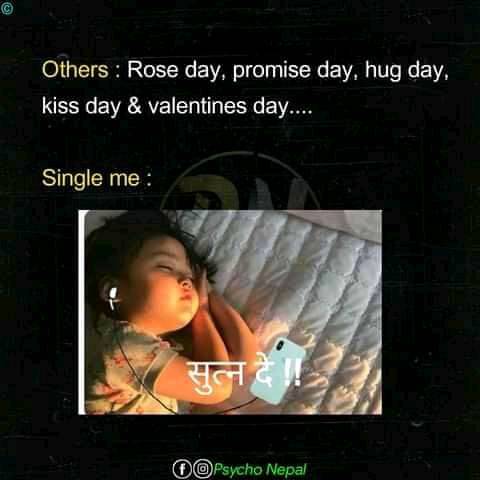 ©
Others : Rose day, promise day, hug day,
kiss day & valentines day....
Single me :
सुत्न दे !!
Psycho Nepal